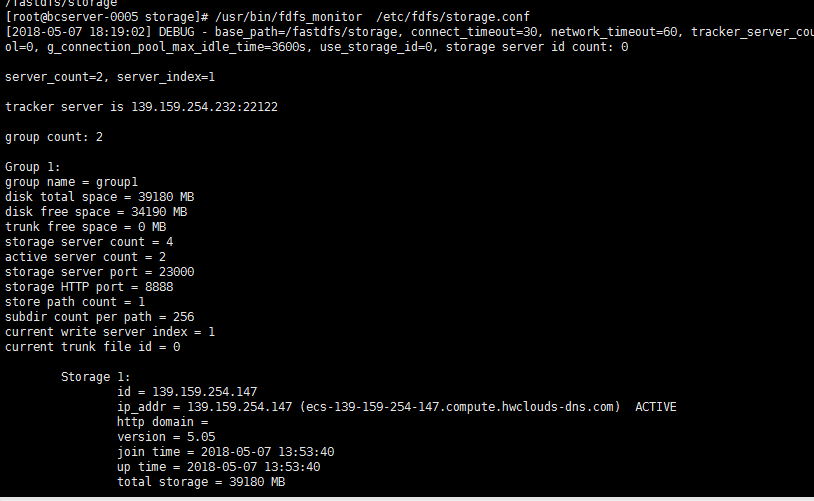 /fastdfs/storage
[root@bcserver-0005 storage]# /usr/bin/fdfs_monitor  /etc/fdfs/storage.conf
[2018-05-07 18:19:02] DEBUG - base_path=/fastdfs/storage, connect_timeout=30, network_timeout=60, tracker_server_cou
ol=0, g_connection_pool_max_idle_time=3600s, use_storage_id=0, storage server id count: 0
server_count=2, server_index=1
tracker server is 139.159.254.232:22122
group count: 2
Group 1:
group name = group1
disk total space = 39180 MB
disk free space = 34190 MB
trunk free space = 0 MB
storage server count = 4
active server count = 2
storage server port = 23000
storage HTTP port = 8888
store path count = 1
subdir count per path = 256
current write server index = 1
current trunk file id = 0
Storage 1:
id = 139.159.254.147
ip_addr = 139.159.254.147 (ecs-139-159-254-147.compute.hwclouds-dns.com)  ACTIVE
http domain =
version = 5.05
join time = 2018-05-07 13:53:40
up time = 2018-05-07 13:53:40
total storage = 39180 MB